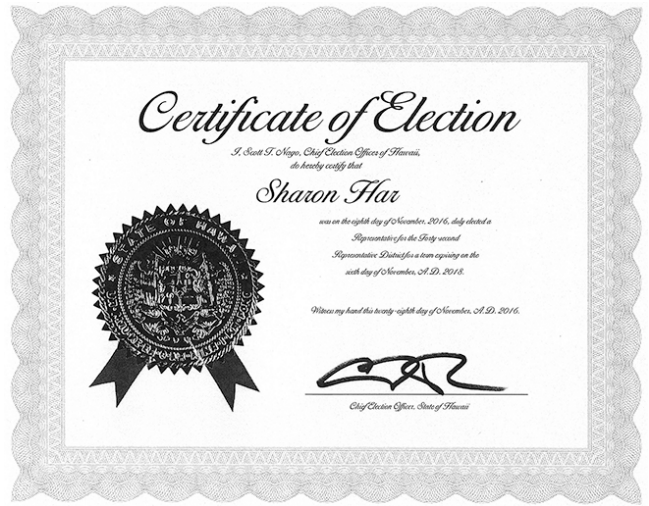 Certificate of Election
I, Scott T. Nago, Chief Election Officer of Hawaii,
do hereby certify that
Sharon Har
was on the eighth day of November, 2016, duly elected a
Representative for the Forty-second
Representative District for a term expiring on the
sixth day of November, A.D. 2018.
Witness my hand this twenty-eighth day of November, A.D. 2016.
Chief Election Officer, State of Hawaii
STATE OF HAWAII